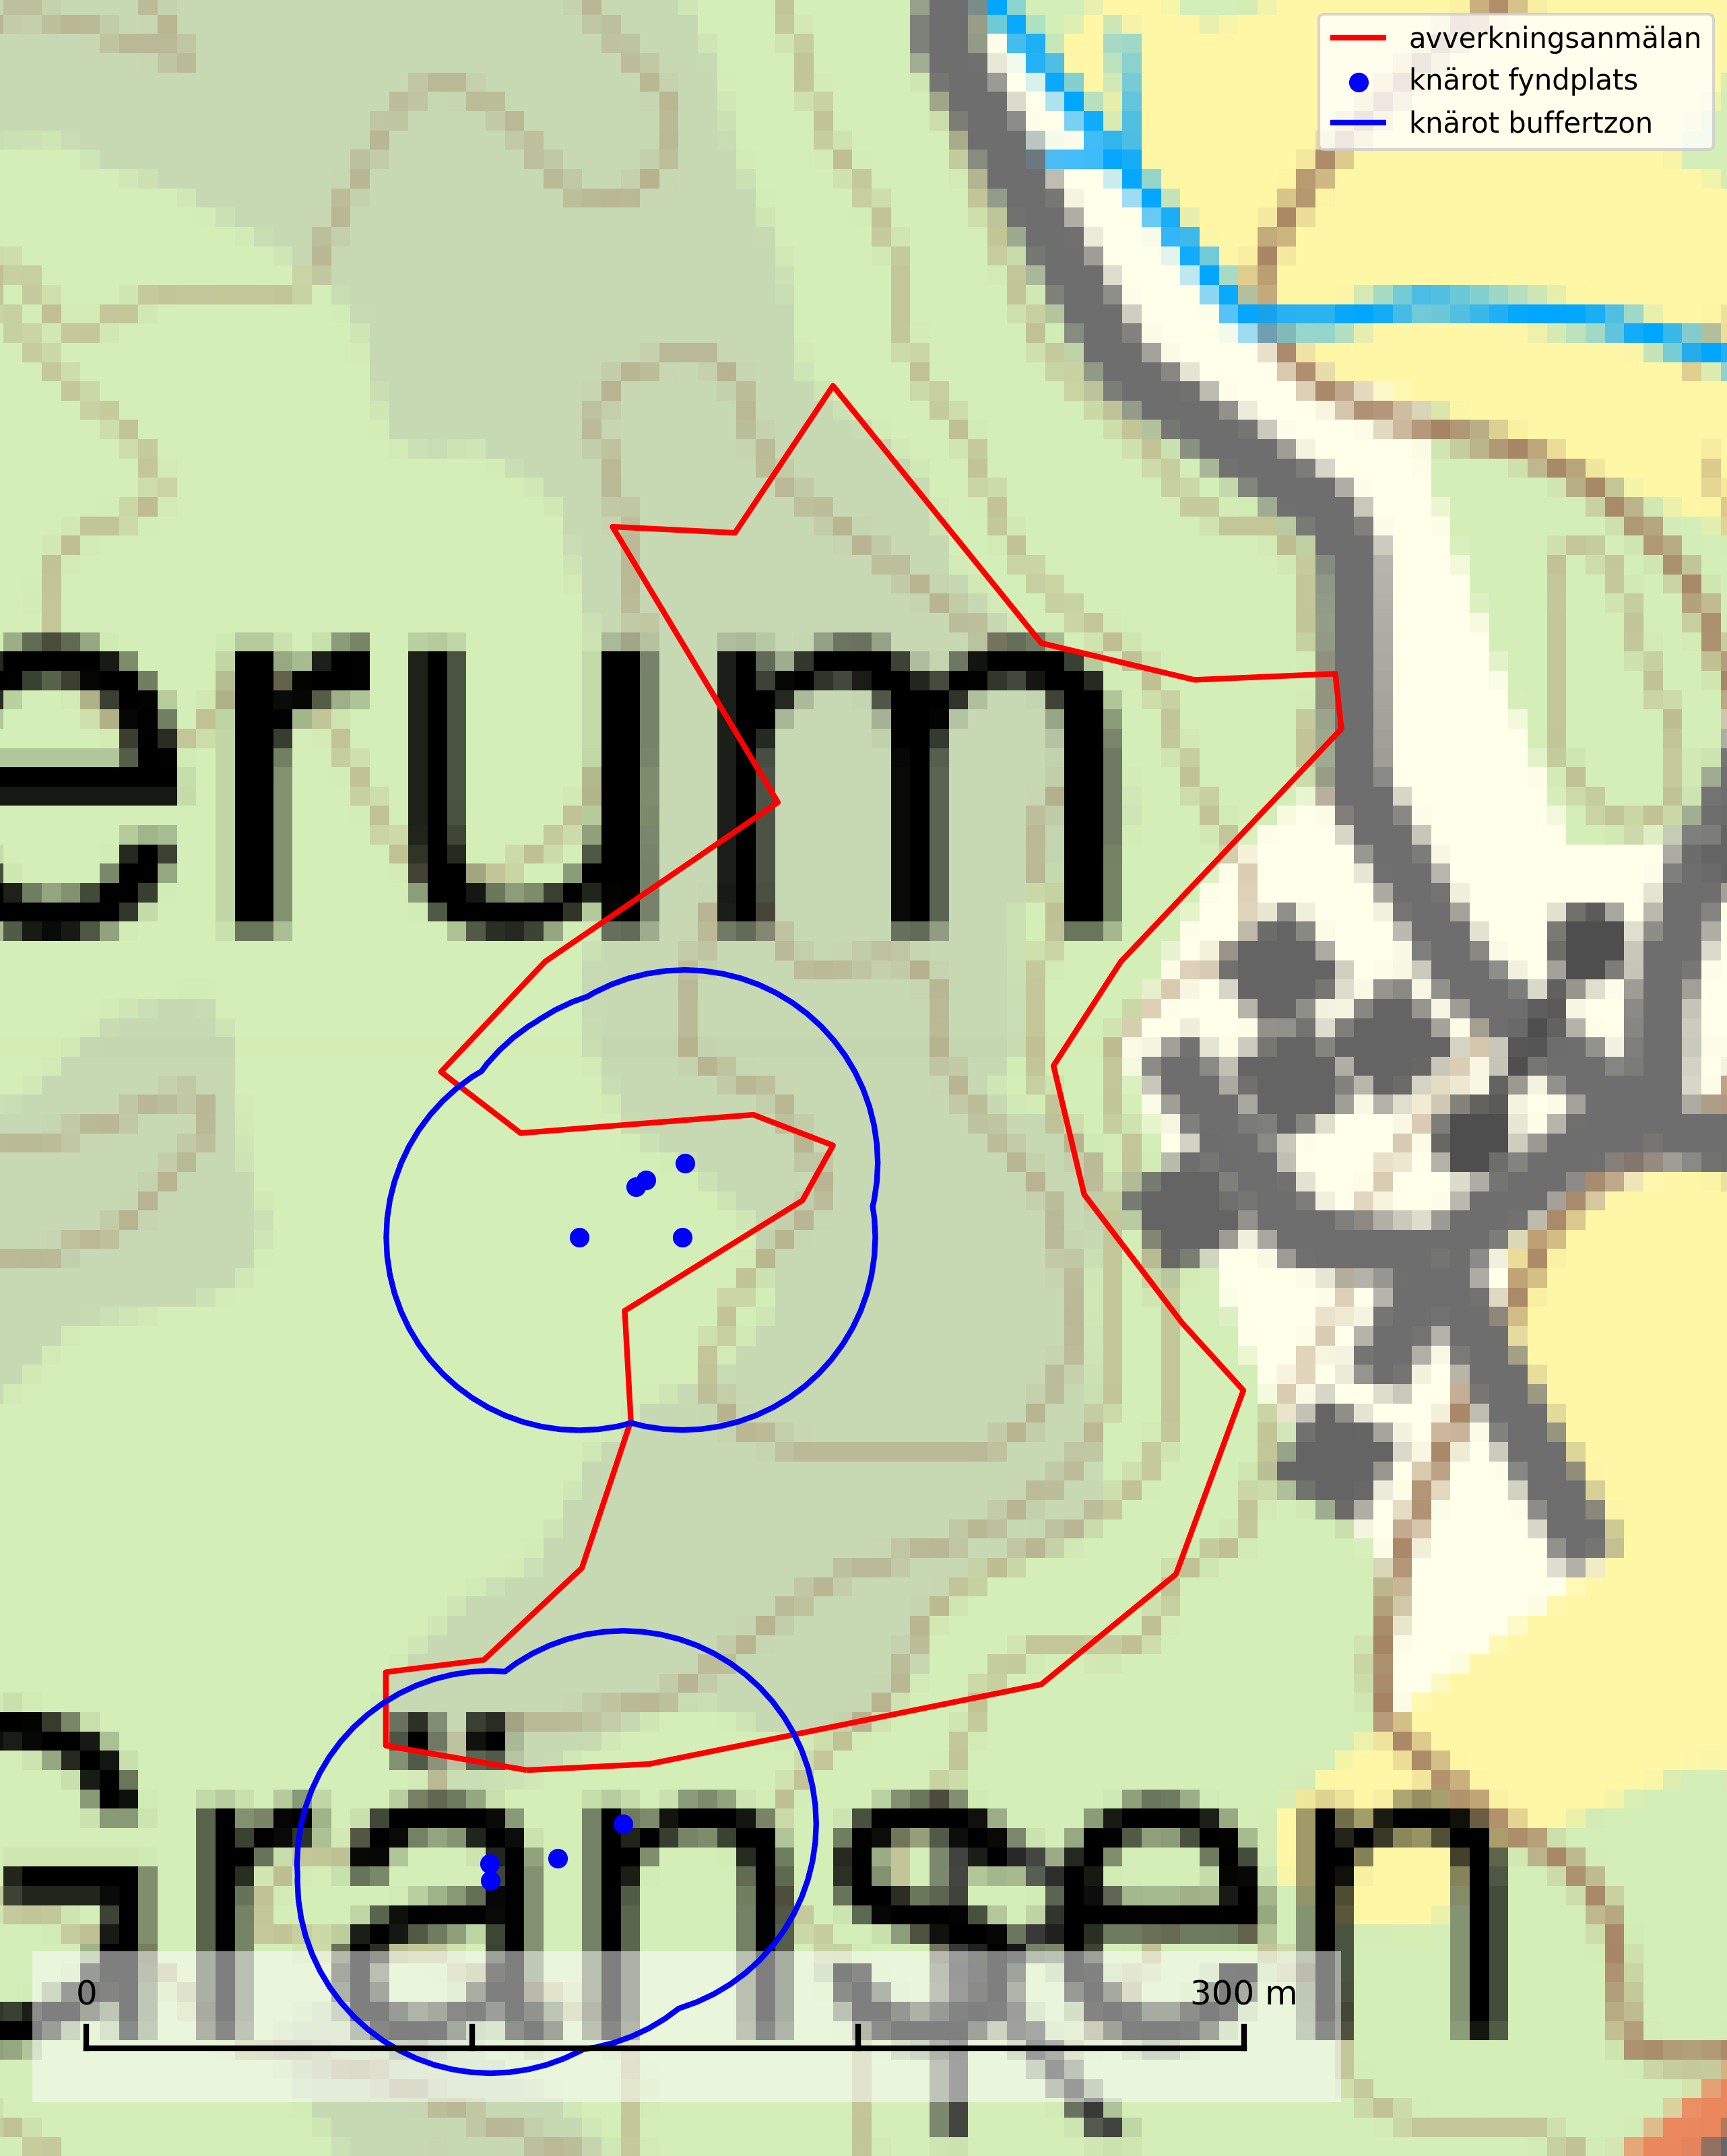 avverkningsanmälan
knärot fyndplats
knärot buffertzon
erum
Gränsen
0 300 m